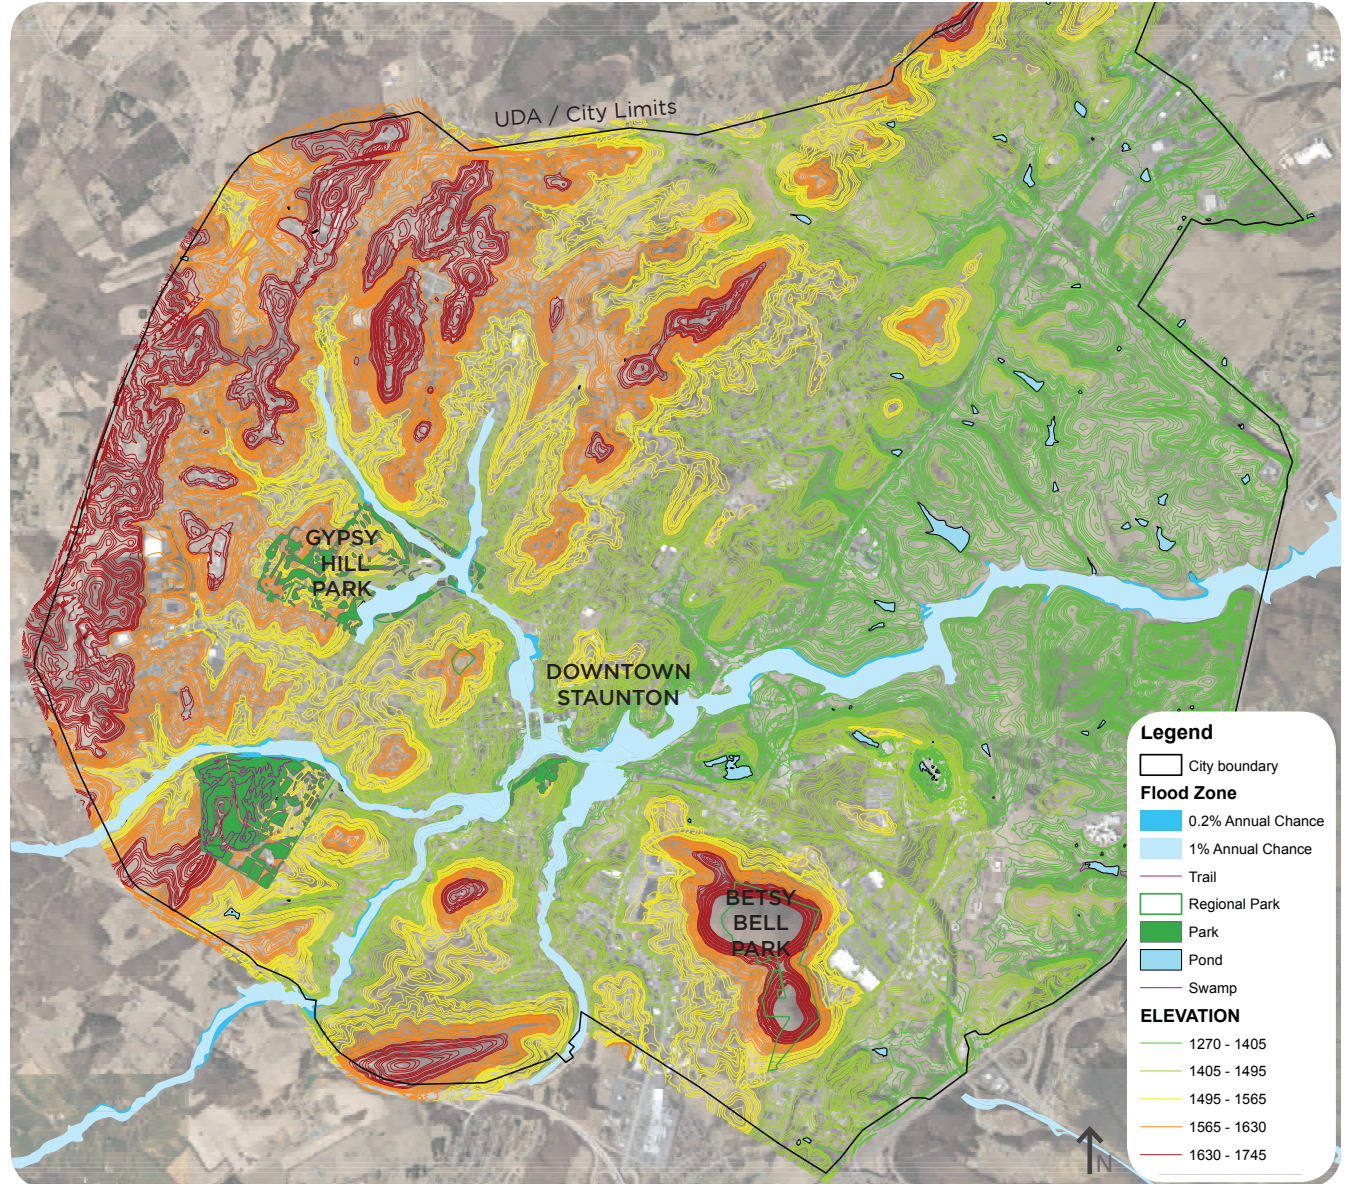 UDA / City Limits
GYPSY
HILL
PARK
DOWNTOWN
STAUNTON
BETSY
BELL
PARK
Legend
City boundary
Flood Zone
0.2% Annual Chance
1% Annual Chance
Trail
Regional Park
Park
Pond
Swamp
ELEVATION
1270 - 1405
1405 - 1495
1495 - 1565
1565 - 1630
1630 - 1745
N